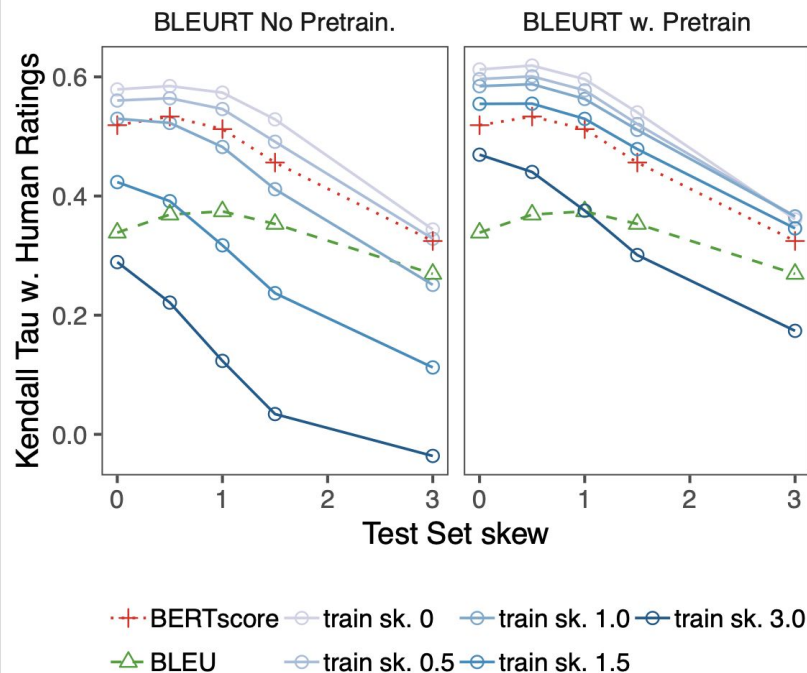 BLEURT No Pretrain. BLEURT w. Pretrain
Kendall Tau w. Human Ratings
0.6
0.4
0.2
0.0
0 1 2 3 0 1 2 3
Test Set skew
BERTscore train sk. 0 train sk. 1.0 train sk. 3.0
BLEU train sk. 0.5 train sk. 1.5